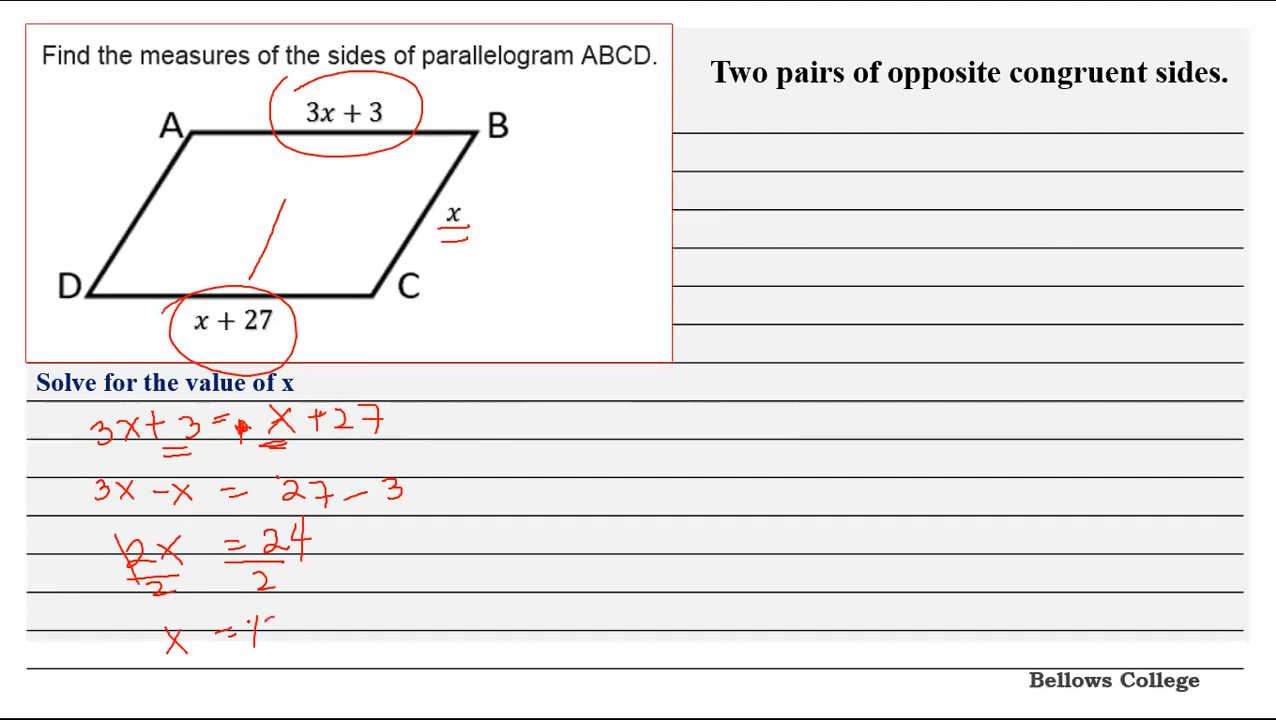 Find the measures of the sides of parallelogram ABCD.
Two pairs of opposite congruent sides.
3x + 3
A
B
x
D
C
x + 27
Solve for the value of x
3x + 3 = x + 27
3x - x = 27 - 3
2x = 24
2 2
x =
Bellows College